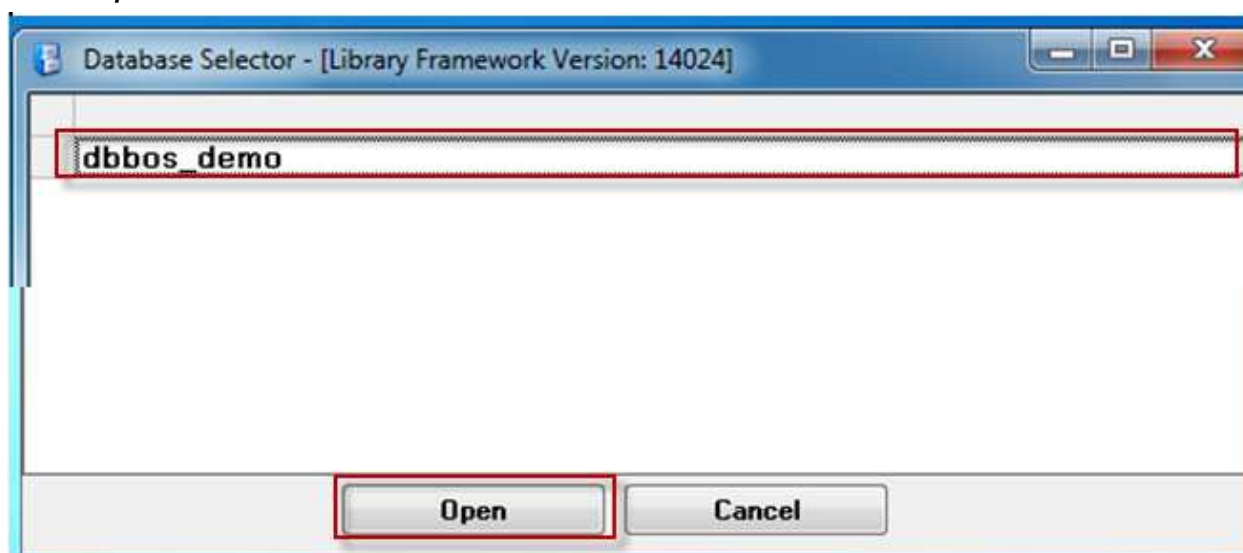 Database Selector - [Library Framework Version: 14024]
dbbos_demo
Open Cancel